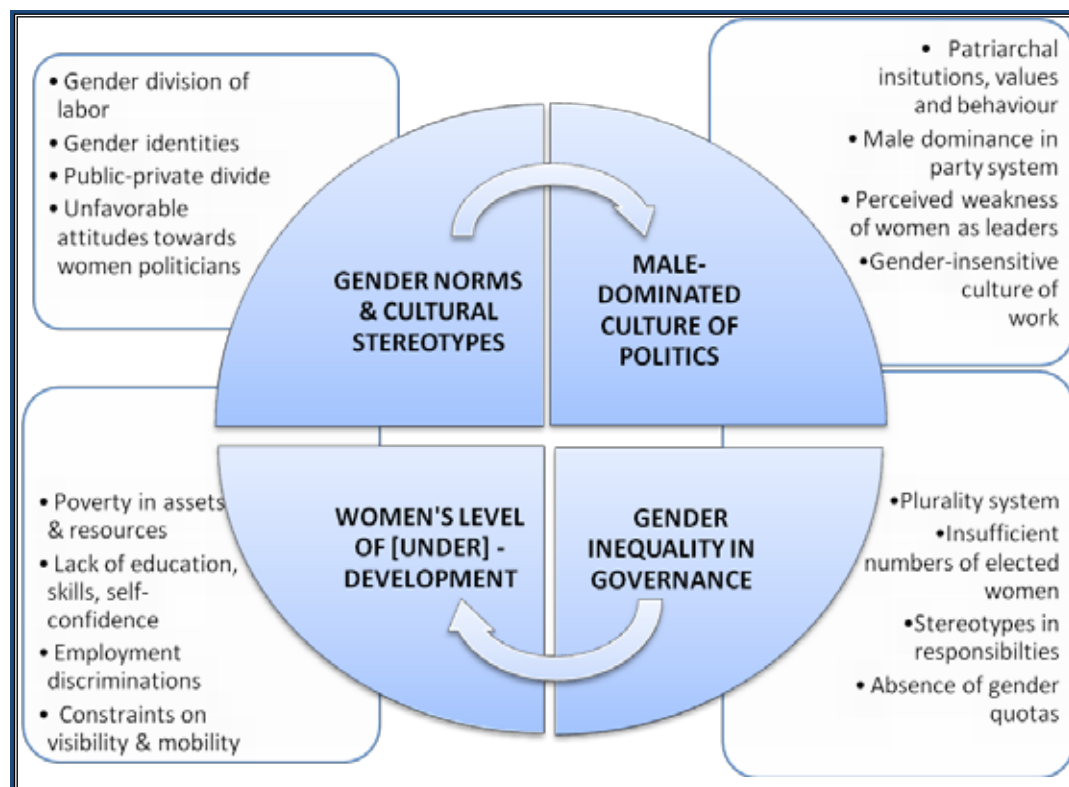 • Gender division of
labor
• Gender identities
• Public-private divide
• Unfavorable
attitudes towards
women politicians
• Patriarchal
insitutions, values
and behaviour
• Male dominance in
party system
• Perceived weakness
of women as leaders
•Gender-insensitive
culture of
work
GENDER NORMS
& CULTURAL
STEREOTYPES
MALE-
DOMINATED
CULTURE OF
POLITICS
• Poverty in assets
& resources
• Lack of education,
skills, self-
confidence
• Employment
discriminations
• Constraints on
visibility & mobility
WOMEN'S LEVEL
OF [UNDER] -
DEVELOPMENT
GENDER
INEQUALITY IN
GOVERNANCE
•Plurality system
•Insufficient
numbers of elected
women
•Stereotypes in
responsibilties
• Absence of gender
quotas